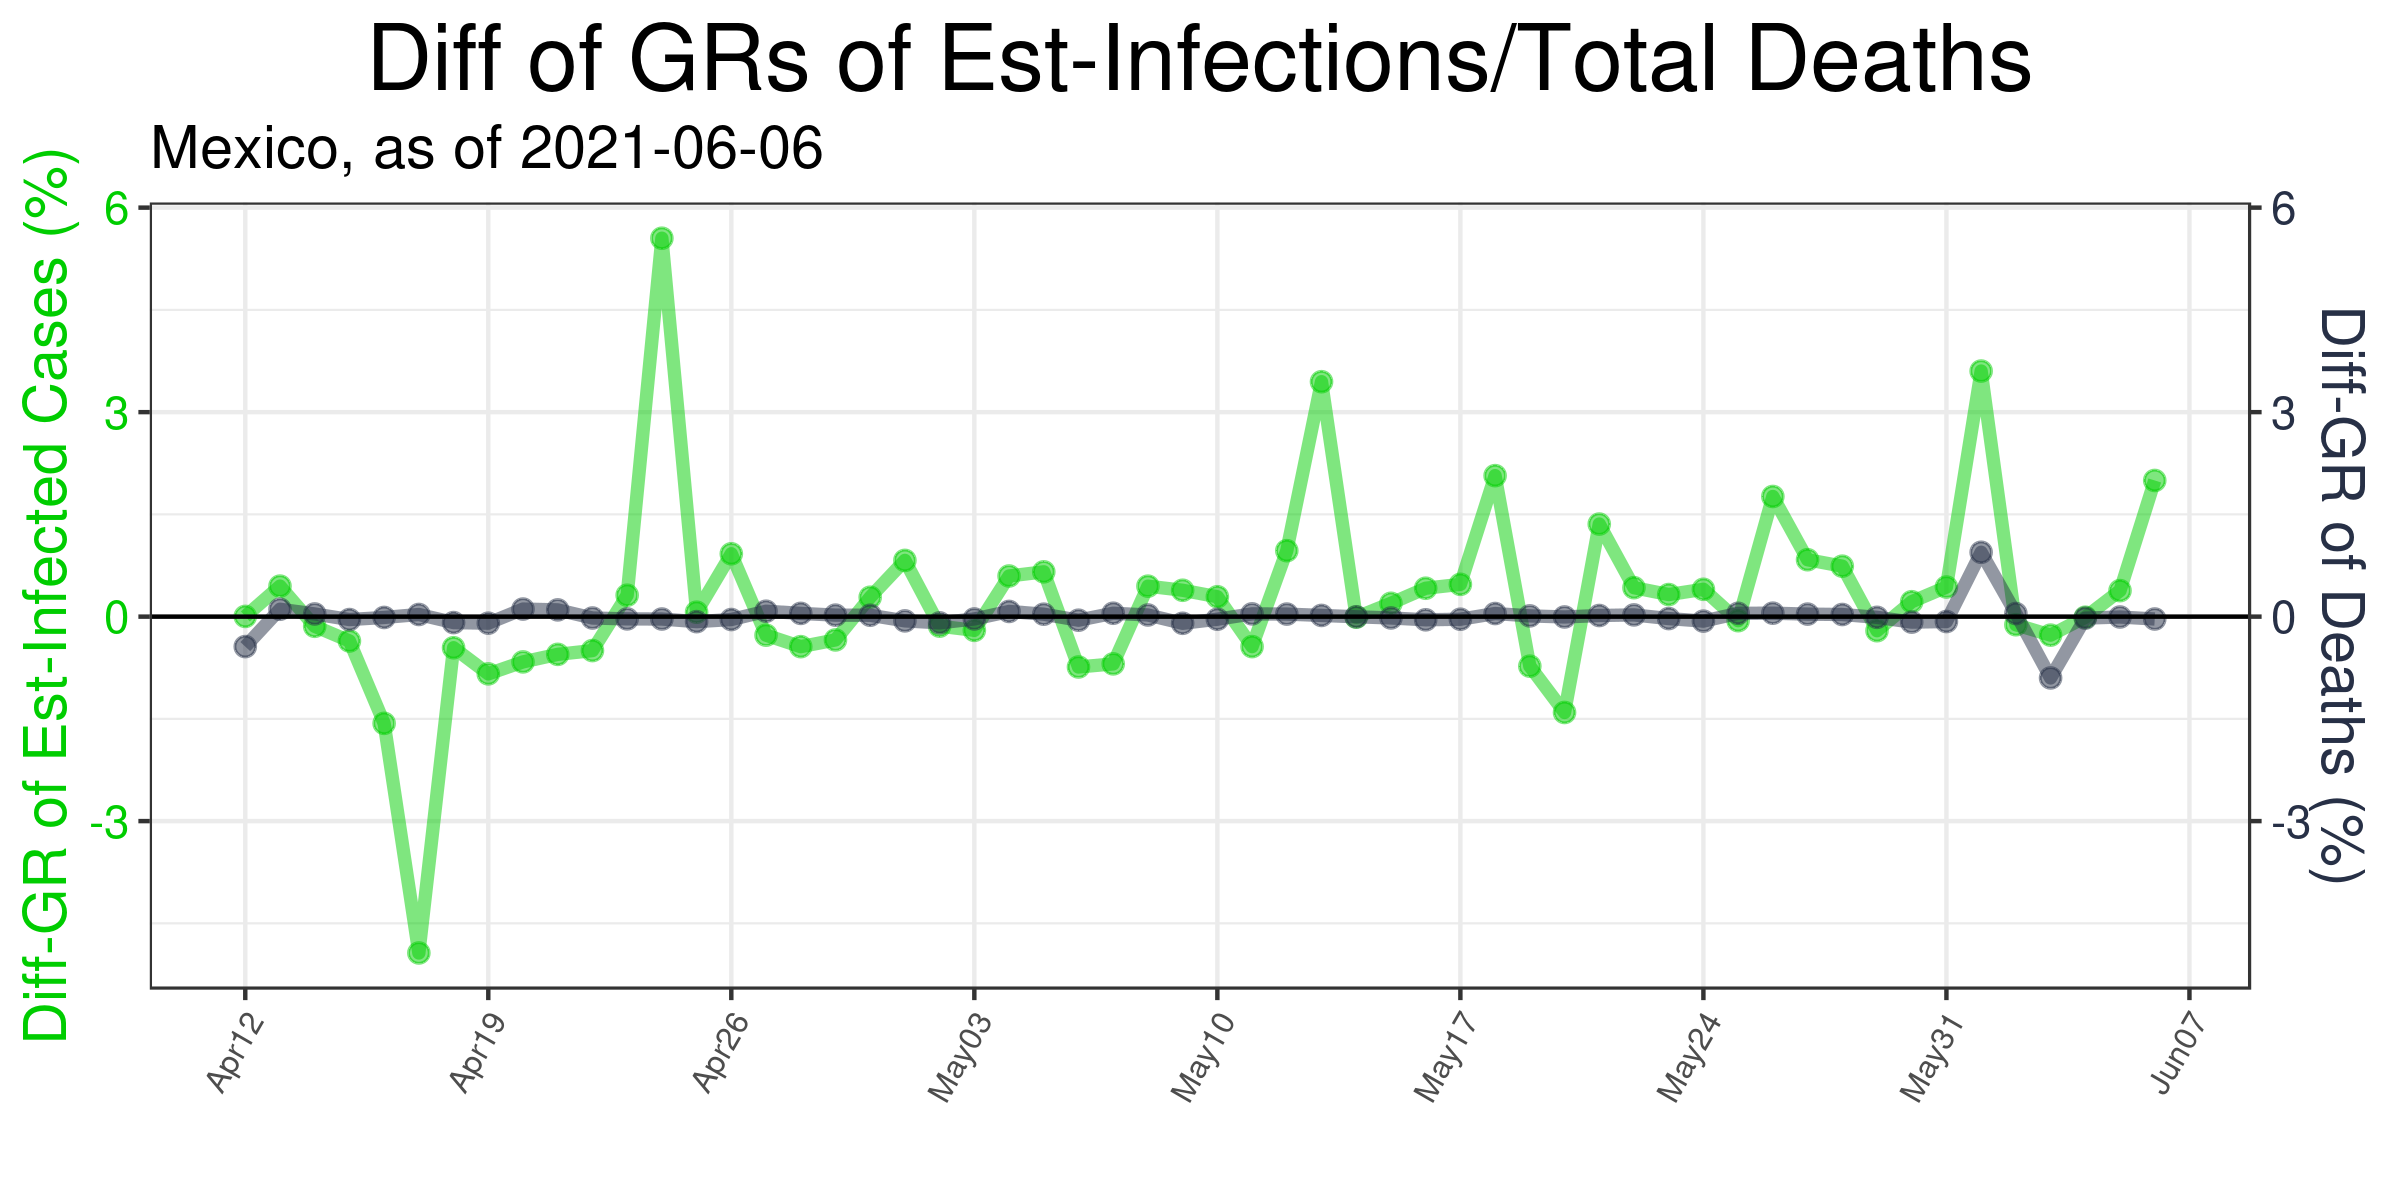 Diff of GRs of Est-Infections/Total Deaths
Mexico, as of 2021-06-06
Diff-GR of Est-Infected Cases (%)
6
3
0
-3
6
3
0
-3
Diff-GR of Deaths (%)
Apr12
Apr19
Apr26
May03
May10
May17
May24
May31
Jun07